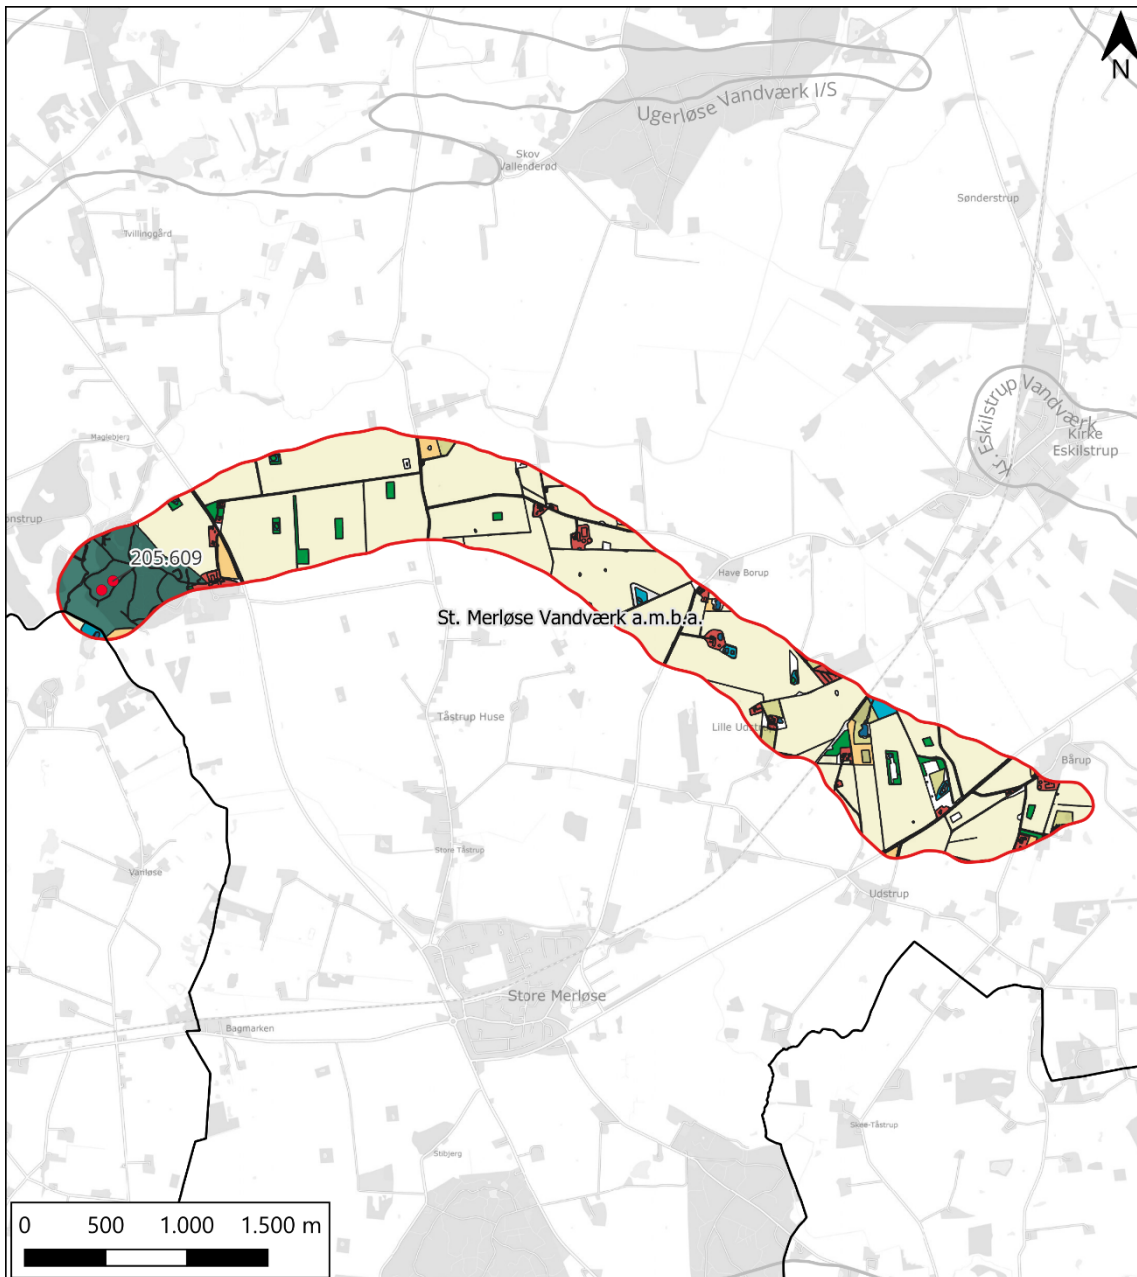 N
Ugerløse Vandværk I/S
Skov
Vallenderød
Sønderstrup
Tvillinggård
Kr. Eskilstrup Vandværk
Kirke
Eskilstrup
Maglebjerg
onstrup
205.609
Have Borup
St. Merløse Vandværk a.m.b.a.
Tåstrup Huse
Lille Udstrup
Bårup
Store Tåstrup
Vanløse
Udstrup
Store Merløse
Bagmarken
Skee-Tåstrup
Stibjerg
0 500 1.000 1.500 m